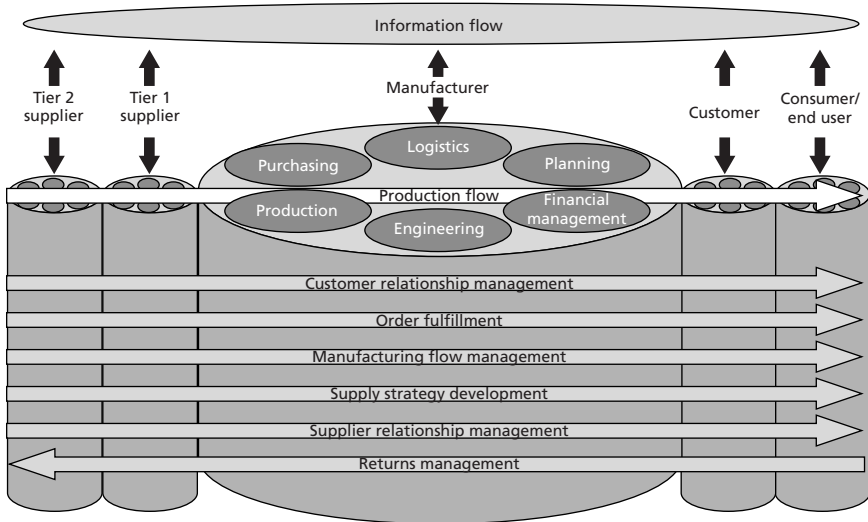 Information flow
Tier 2
supplier
Tier 1
supplier
Manufacturer
Customer
Consumer/
end user
Logistics
Purchasing
Planning
Production flow
Production
Financial
management
Engineering
Customer relationship management
Order fulfillment
Manufacturing flow management
Supply strategy development
Supplier relationship management
Returns management